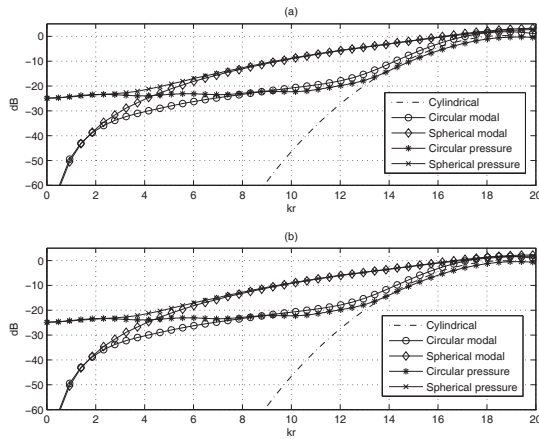 (a)
0
−10
−20
−30
−40
−50
−60
dB
0 2 4 6 8 10 12 14 16 18 20
kr
Cylindrical
Circular modal
Spherical modal
Circular pressure
Spherical pressure
(b)
0
−10
−20
−30
−40
−50
−60
dB
0 2 4 6 8 10 12 14 16 18 20
kr
Cylindrical
Circular modal
Spherical modal
Circular pressure
Spherical pressure